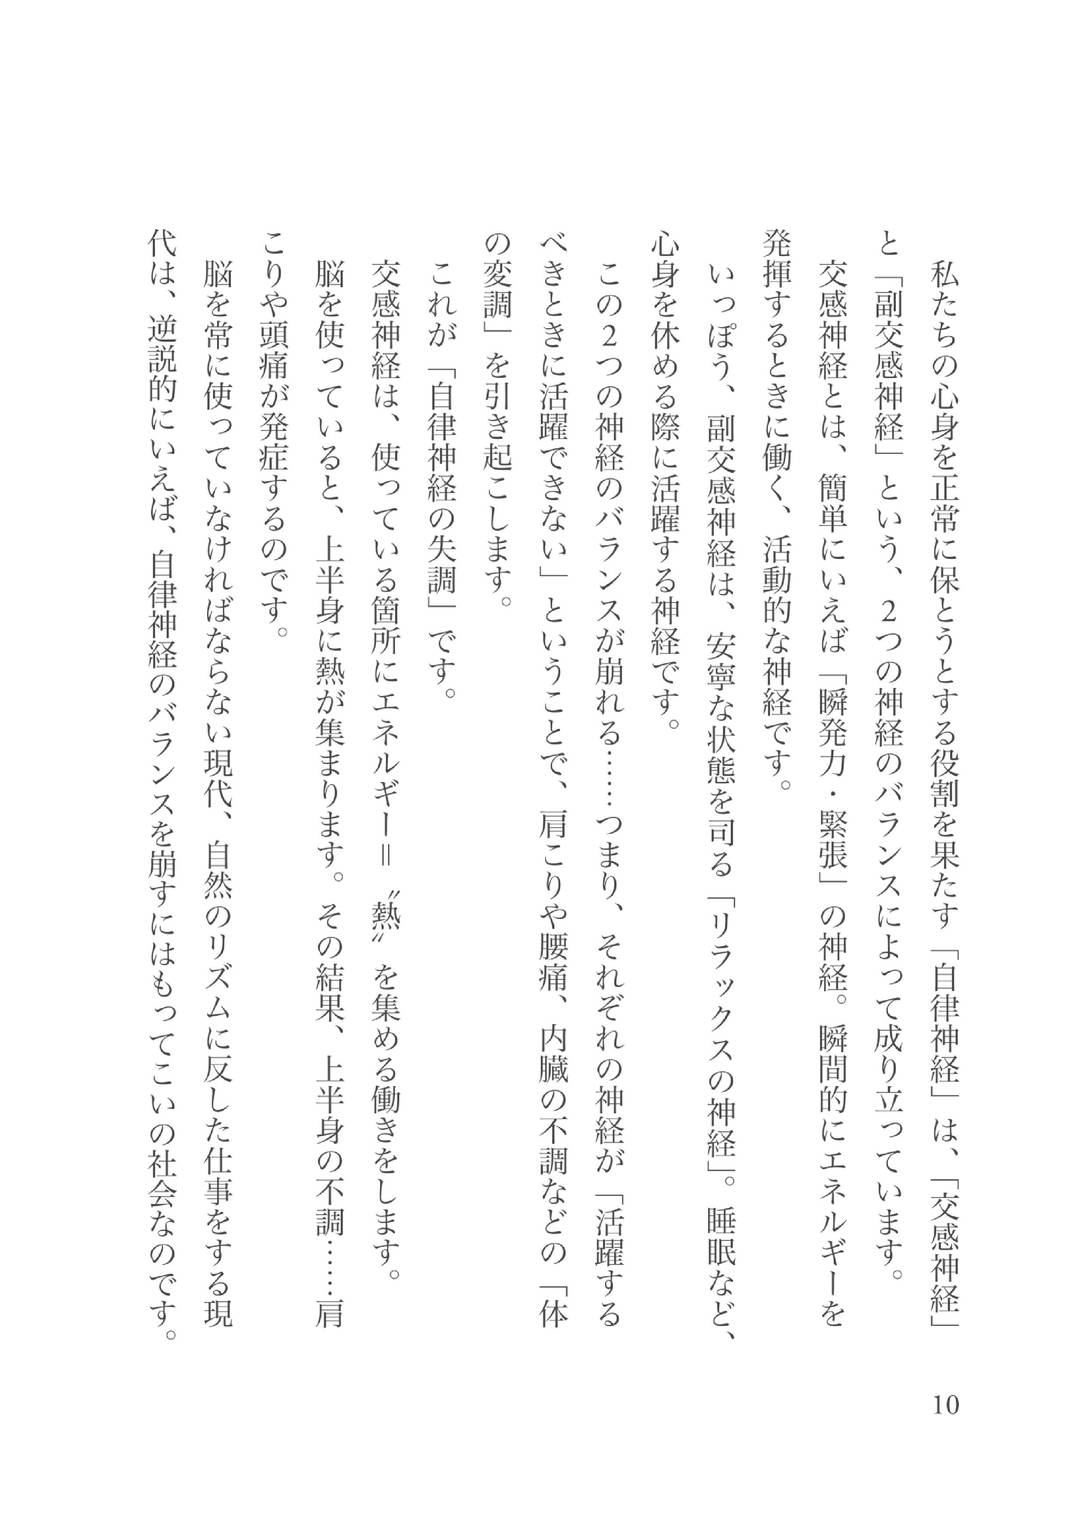 私たちの心身を正常に保とうとする役割を果たす「自律神経」は、「交感神経」
と「副交感神経」という、2つの神経のバランスによって成り立っています。
交感神経とは、簡単にいえば「瞬発力・緊張」の神経。瞬間的にエネルギーを
発揮するときに働く、活動的な神経です。
いっぽう、副交感神経は、安寧な状態を司る「リラックスの神経」。睡眠など、
心身を休める際に活躍する神経です。
この2つの神経のバランスが崩れる……つまり、それぞれの神経が「活躍する
べきときに活躍できない」ということで、肩こりや腰痛、内臓の不調などの「体
の変調」を引き起こします。
これが「自律神経の失調」です。
交感神経は、使っている箇所にエネルギー＝〝熱〟を集める働きをします。
脳を使っていると、上半身に熱が集まります。その結果、上半身の不調……肩
こりや頭痛が発症するのです。
脳を常に使っていなければならない現代、自然のリズムに反した仕事をする現
代は、逆説的にいえば、自律神経のバランスを崩すにはもってこいの社会なのです。
10